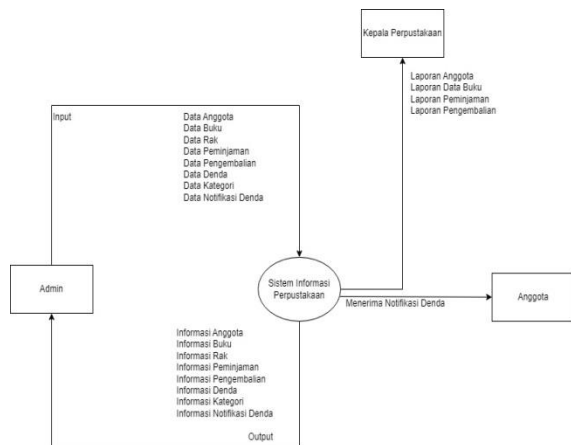 Kepala Perpustakaan
Laporan Anggota
Laporan Data Buku
Laporan Peminjaman
Laporan Pengembalian
Input
Data Anggota
Data Buku
Data Rak
Data Peminjaman
Data Pengembalian
Data Denda
Data Kategori
Data Notifikasi Denda
Admin
Sistem Informasi
Perpustakaan
Menerima Notifikasi Denda
Anggota
Informasi Anggota
Informasi Buku
Informasi Rak
Informasi Peminjaman
Informasi Pengembalian
Informasi Denda
Informasi Kategori
Informasi Notifikasi Denda
Output